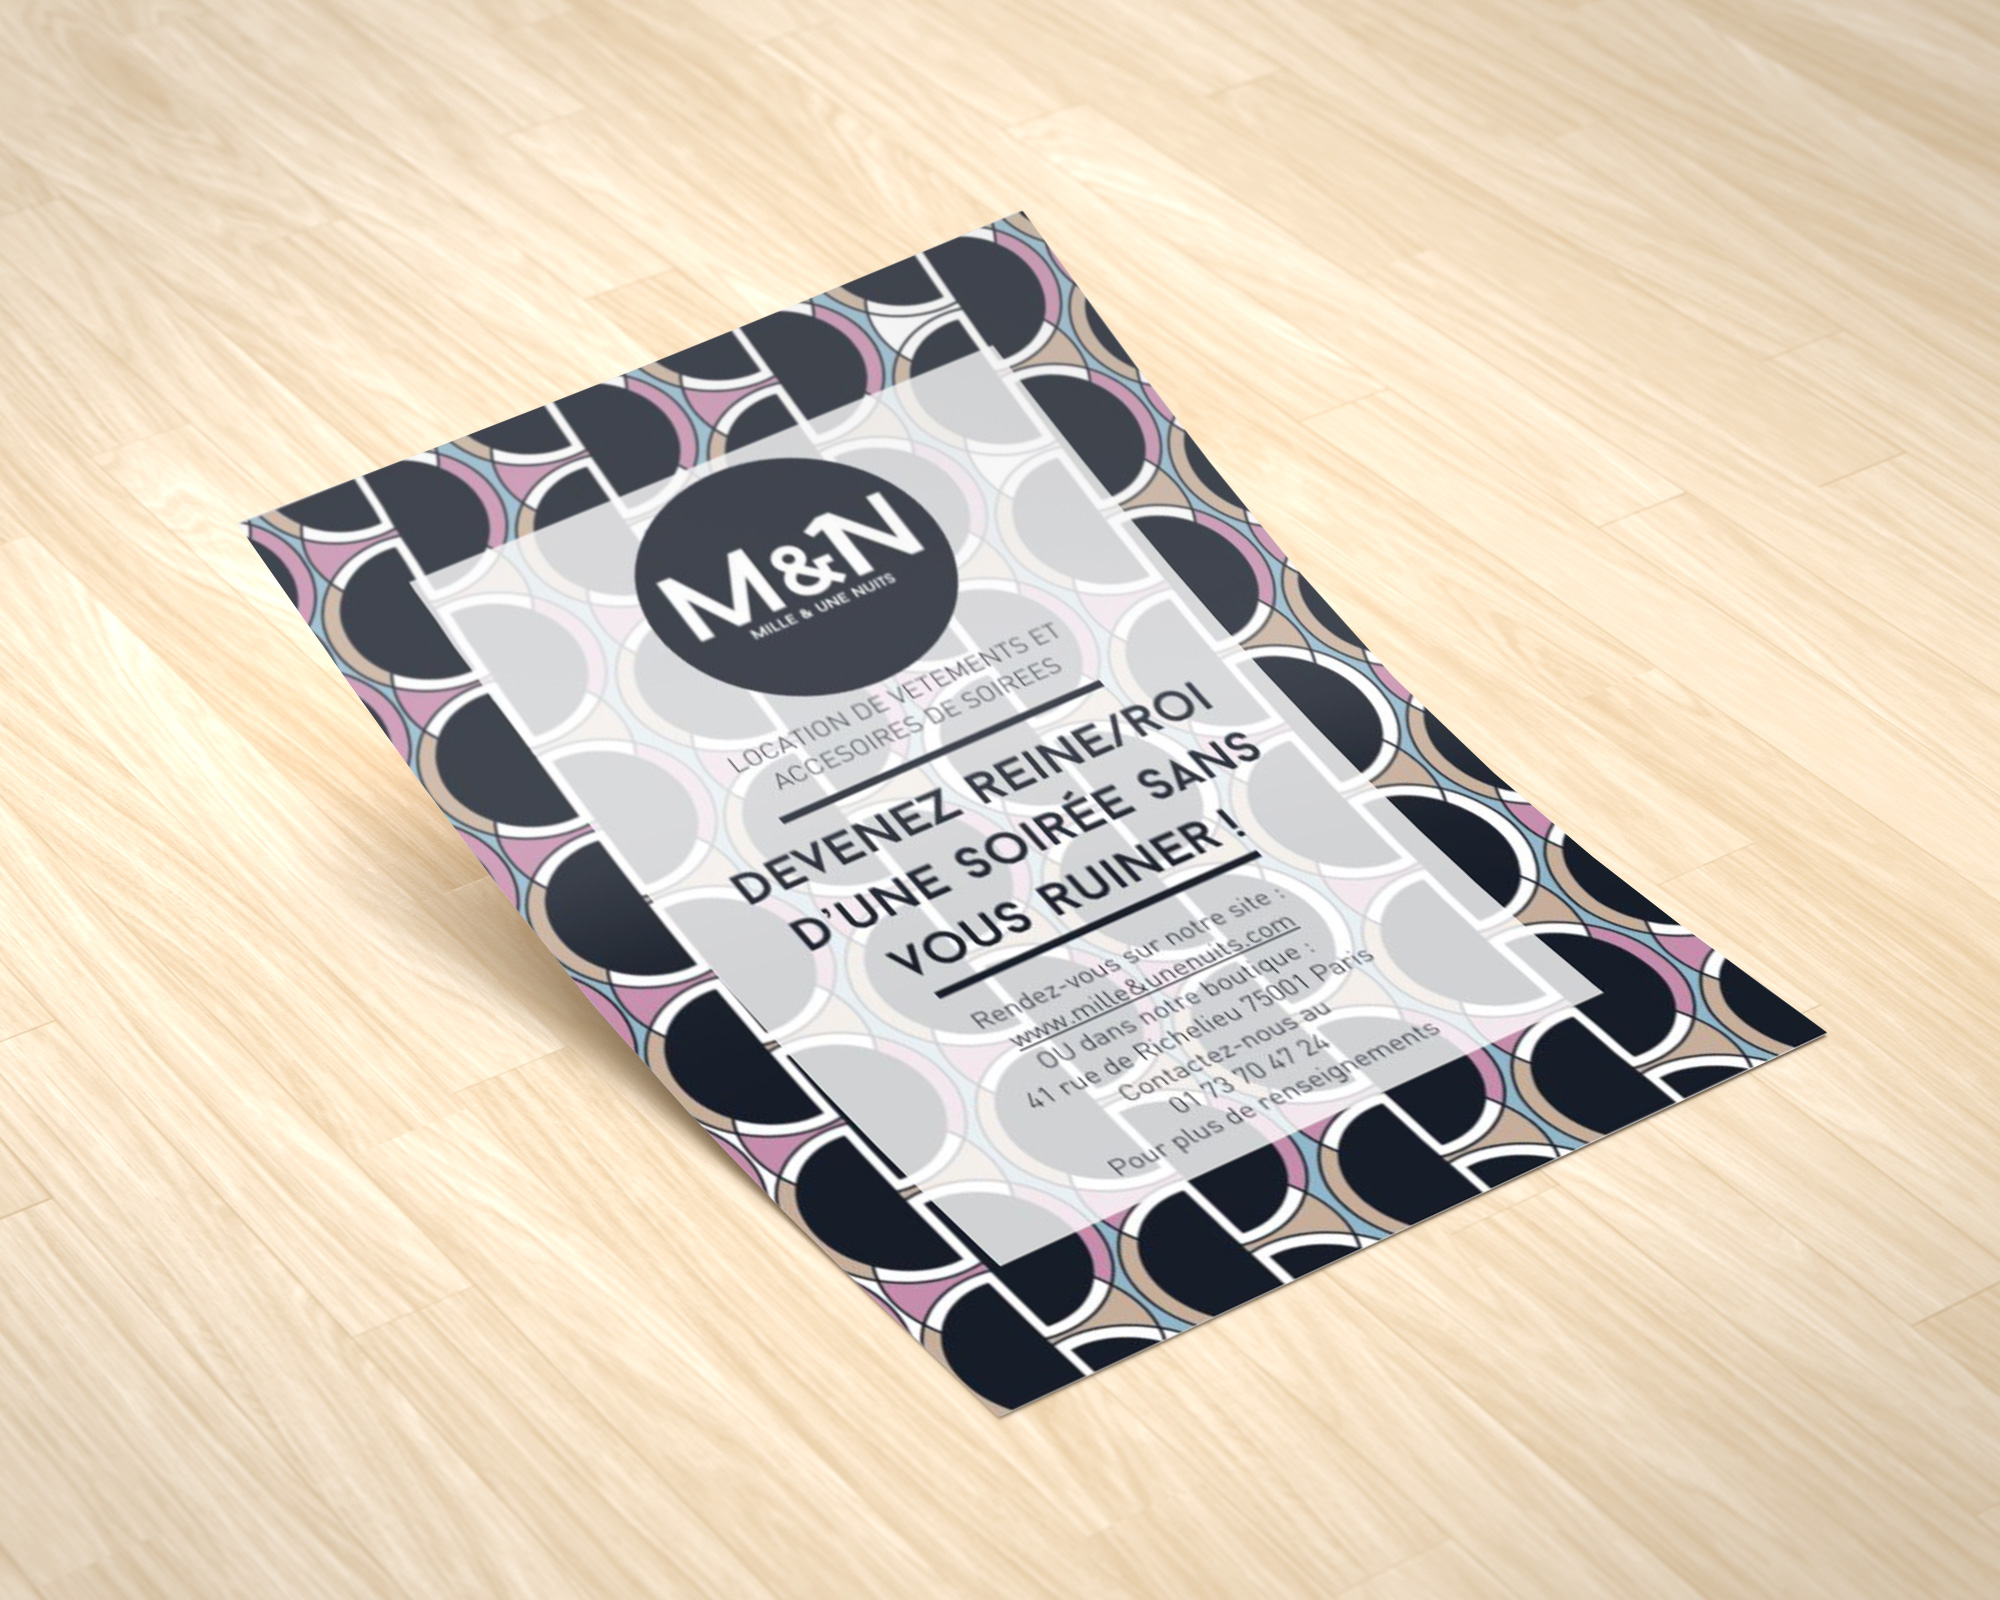 M&N
MILLE & UNE NUITS
LOCATION DE VETEMENTS ET
ACCESOIRES DE SOIREES
DEVENEZ REINE/ROI
D'UNE SOIRÉE SANS
VOUS RUINER !
Rendez-vous sur notre site :
www.mille&unenuits.com
OU dans notre boutique :
41 rue de Richelieu 75001 Paris
Contactez-nous au
01 73 70 47 24
Pour plus de renseignements